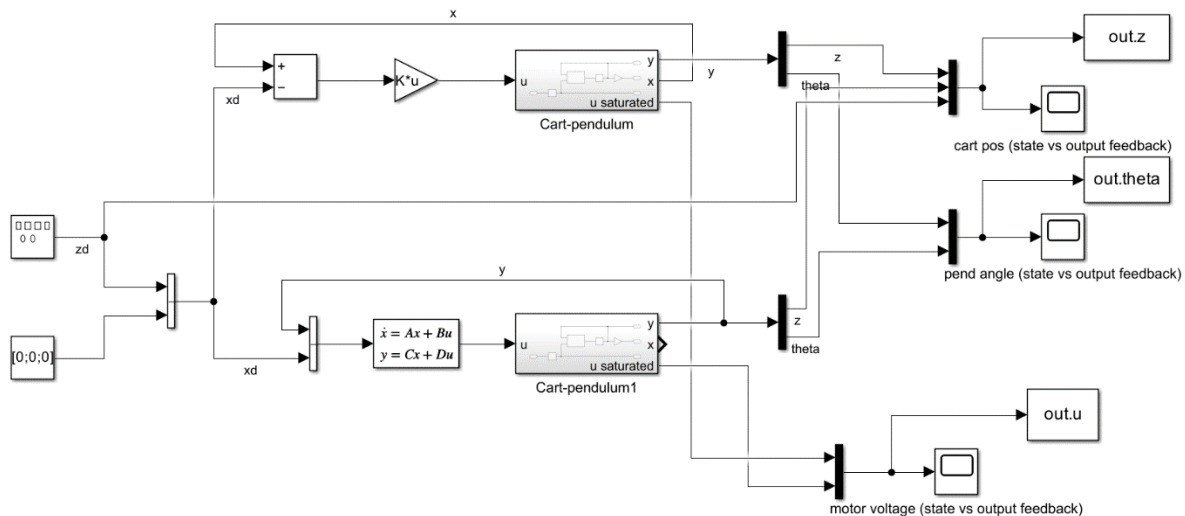 x
+
−
xd
K*u
u
y
x
u saturated
Cart-pendulum
y
z
theta
out.z
cart pos (state vs output feedback)
out.theta
pend angle (state vs output feedback)
0 0
zd
[0;0;0]
y
xd
ẋ = Ax + Bu
y = Cx + Du
u
y
x
u saturated
Cart-pendulum1
z
theta
out.u
motor voltage (state vs output feedback)